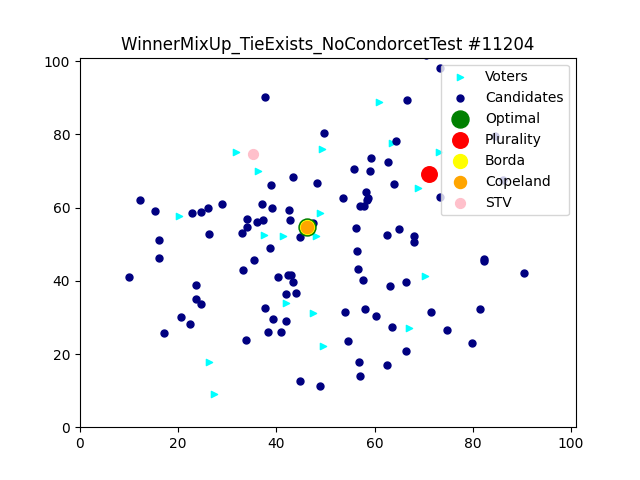 WinnerMixUp_TieExists_NoCondorcetTest #11204
100
80
60
40
20
0
0 20 40 60 80 100
Voters
Candidates
Optimal
Plurality
Borda
Copeland
STV